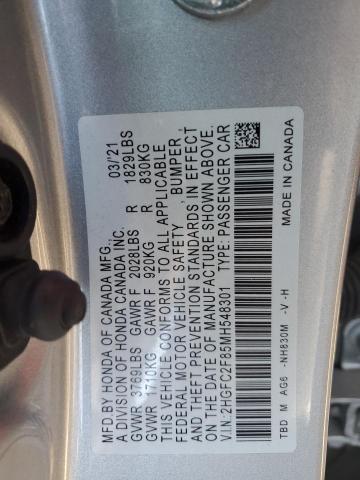 MFD. BY HONDA OF CANADA MFG., 03/'21
A DIVISION OF HONDA CANADA INC.
GVWR 3769LBS GAWR F 2028LBS R 1829LBS
GVWR 1710KG GAWR F 920KG R 830KG
THIS VEHICLE CONFORMS TO ALL APPLICABLE
FEDERAL MOTOR VEHICLE SAFETY, BUMPER,
AND THEFT PREVENTION STANDARDS IN EFFECT
ON THE DATE OF MANUFACTURE SHOWN ABOVE.
V.I.N.: 2HGFC2F85MH548301 TYPE: PASSENGER CAR
TBD M AG6 -NH830M -V -H MADE IN CANADA